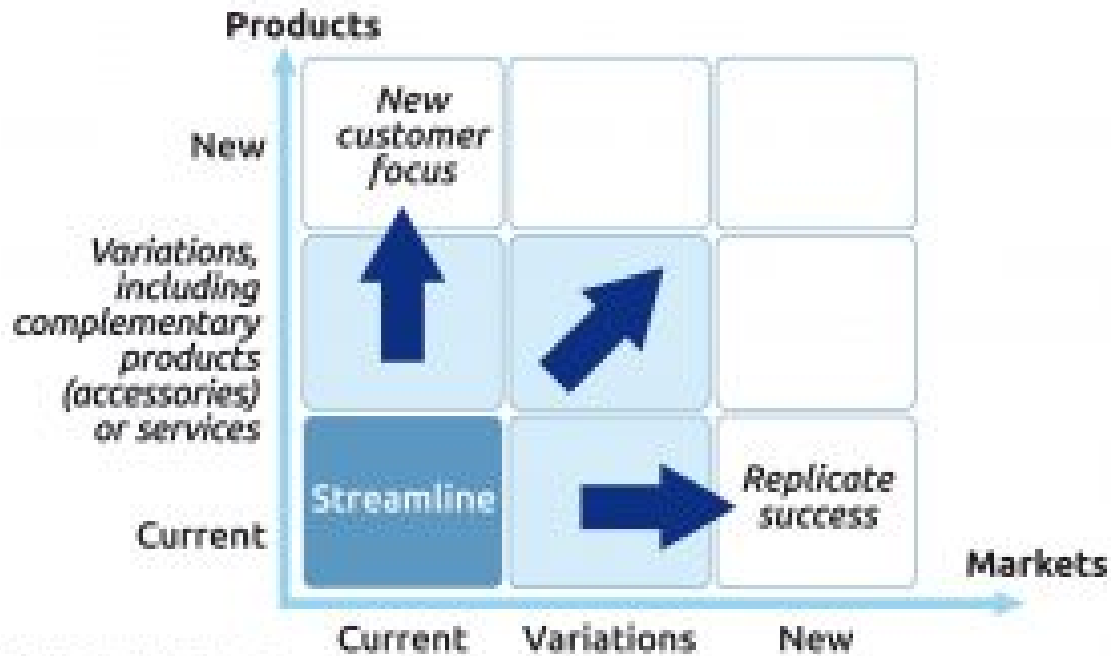 Products
New
customer
focus
New
Variations,
including
complementary
products
(accessories)
or services
Streamline
Replicate
success
Current
Markets
Current
Variations
New